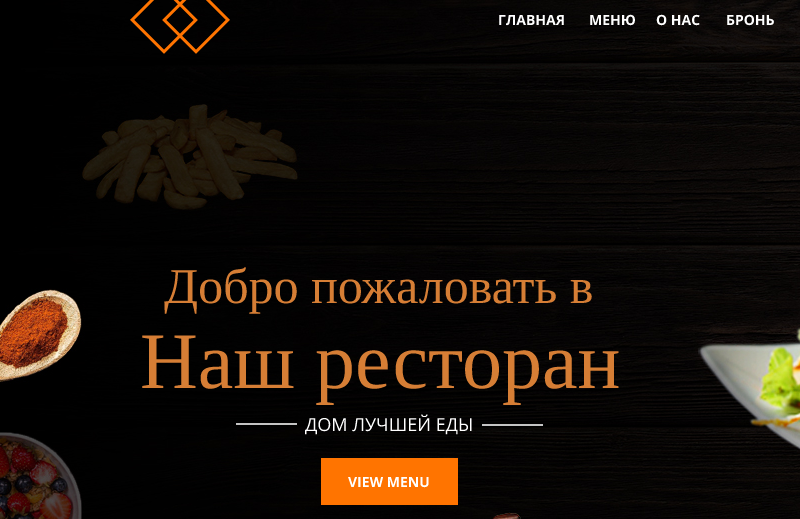 ГЛАВНАЯ МЕНЮ О НАС БРОНЬ
Добро пожаловать в
Наш ресторан
ДОМ ЛУЧШЕЙ ЕДЫ
VIEW MENU